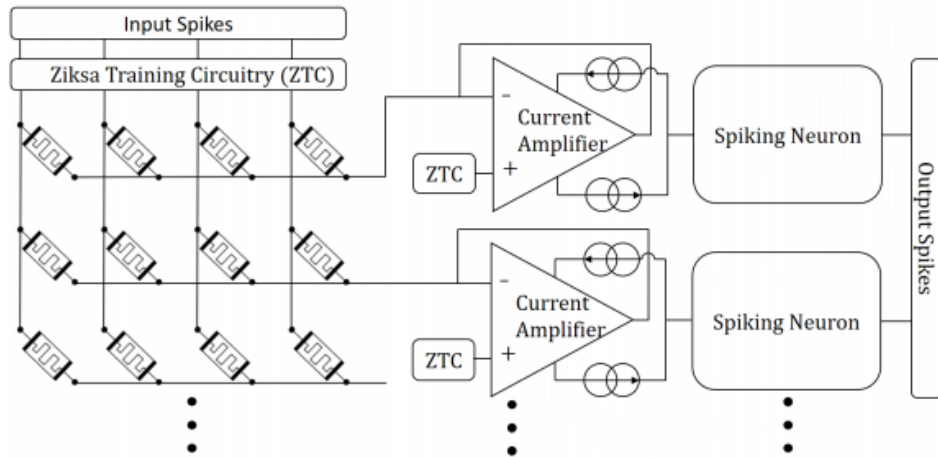 Input Spikes
Ziksa Training Circuitry (ZTC)
−
Current
Amplifier
+
ZTC
Spiking Neuron
−
Current
Amplifier
+
ZTC
Spiking Neuron
Output Spikes